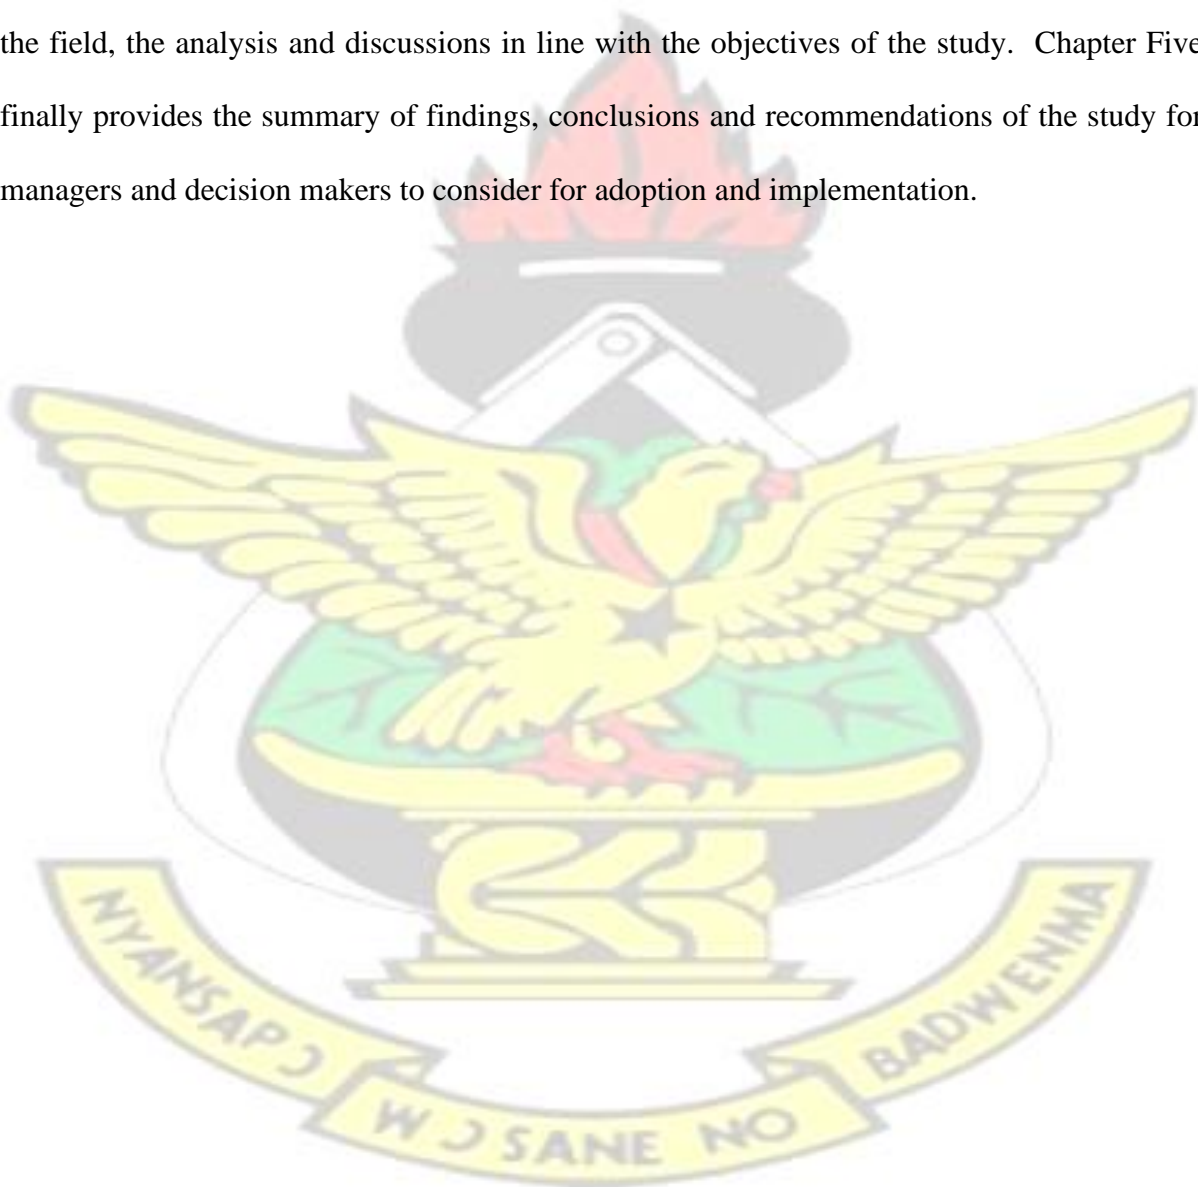 the field, the analysis and discussions in line with the objectives of the study. Chapter Five
finally provides the summary of findings, conclusions and recommendations of the study for
managers and decision makers to consider for adoption and implementation.
NYANSAPƆ
WƆSANE NO
BADWENMA